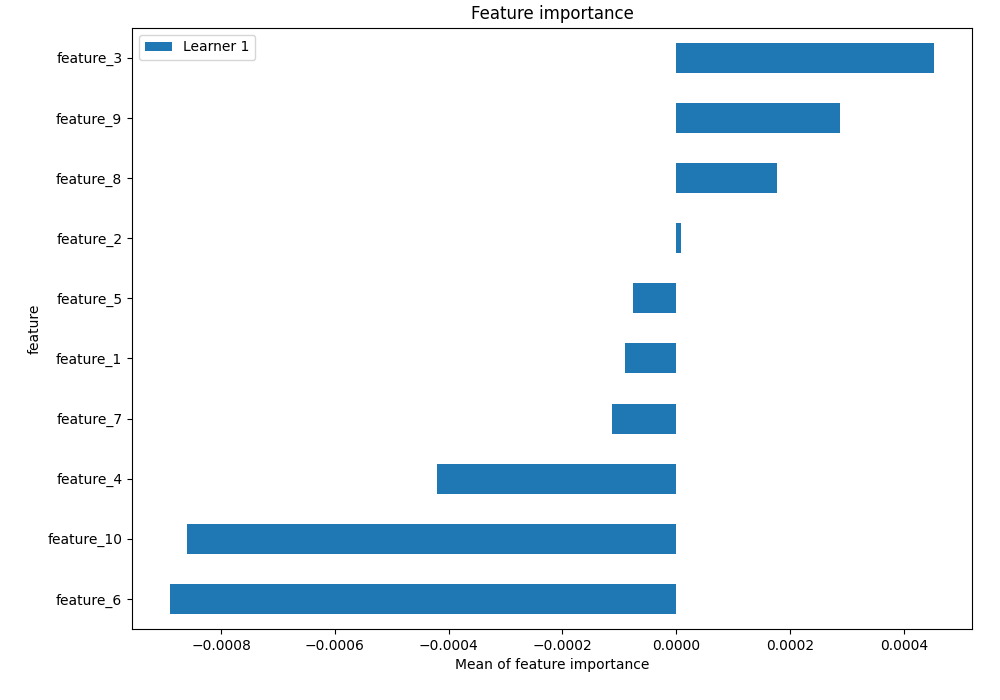 Feature importance
Learner 1
feature_3
feature_9
feature_8
feature_2
feature_5
feature_1
feature_7
feature_4
feature_10
feature_6
feature
−0.0008 −0.0006 −0.0004 −0.0002 0.0000 0.0002 0.0004
Mean of feature importance